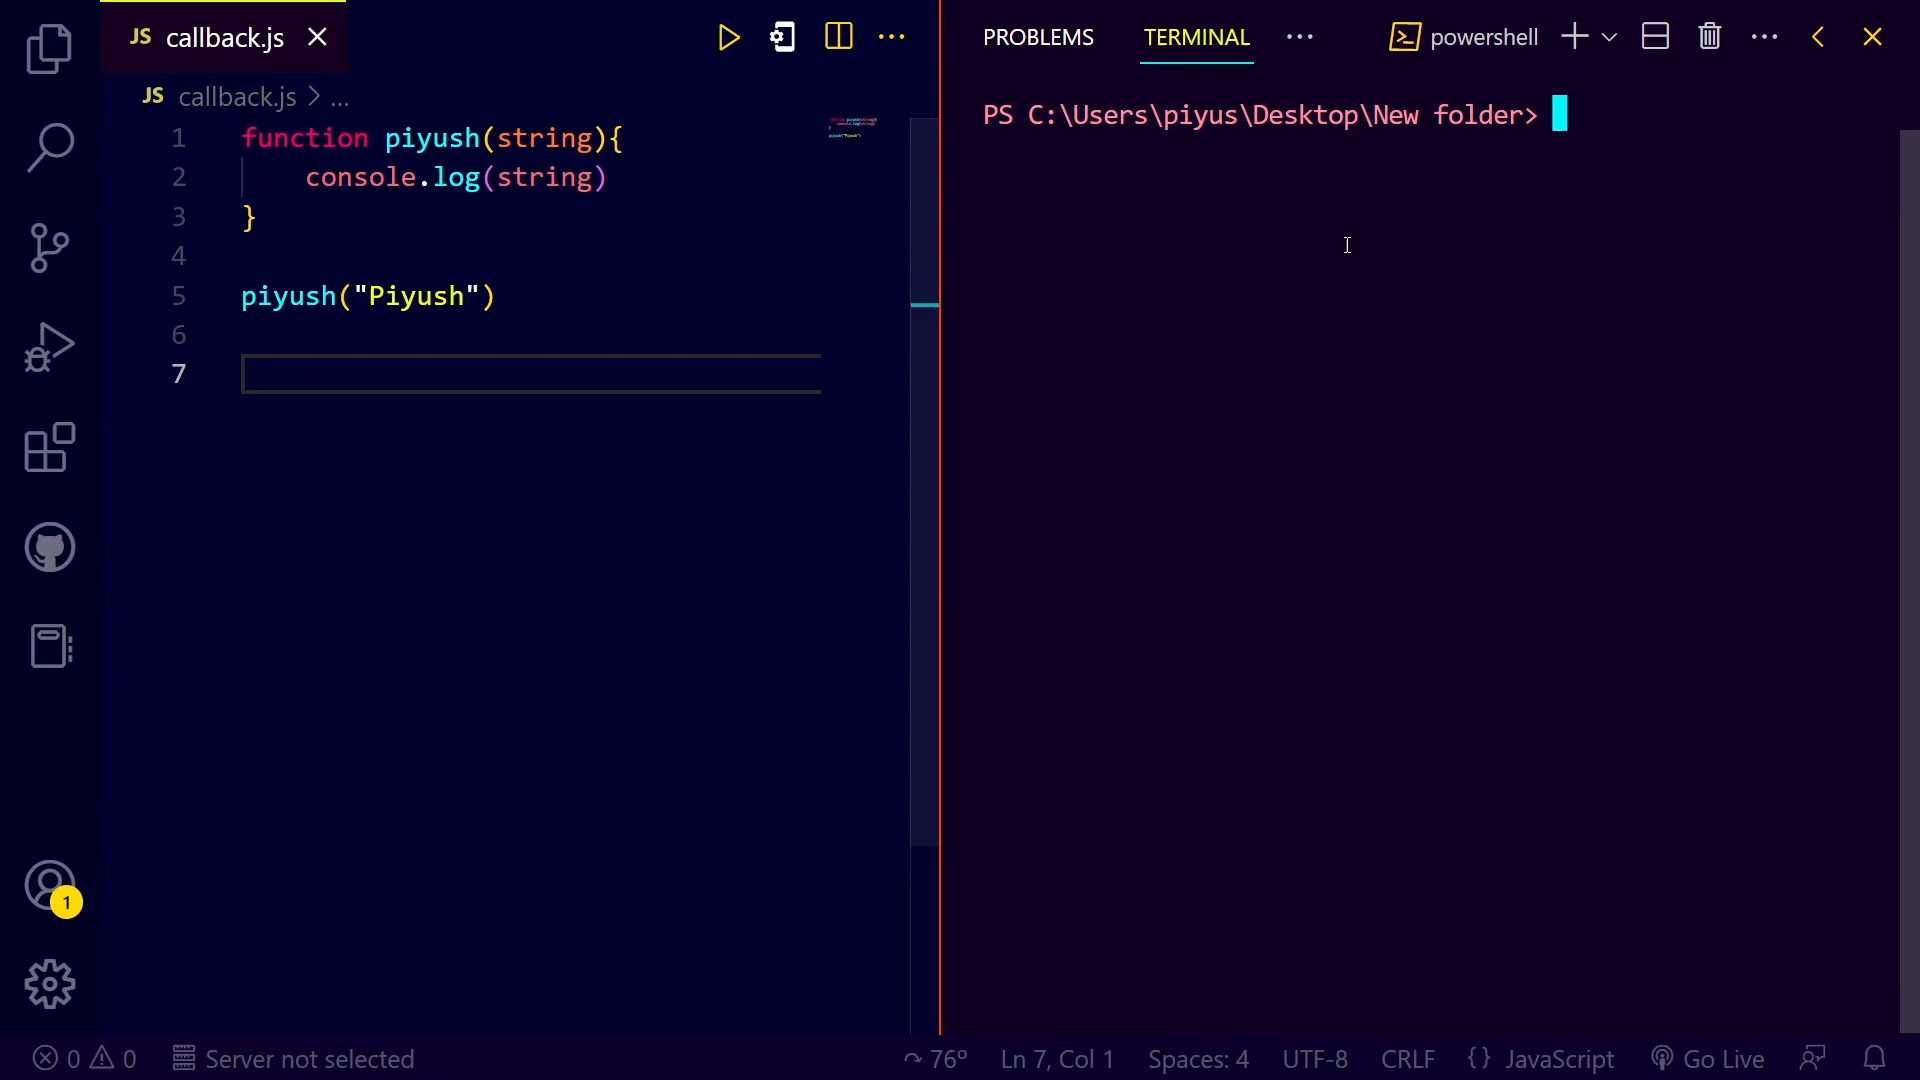 JS callback.js
PROBLEMS TERMINAL powershell
JS callback.js > ...
1 function piyush(string){
2 console.log(string)
3 }
4
5 piyush("Piyush")
6
7
PS C:\Users\piyus\Desktop\New folder>
1
0 0 Server not selected 76° Ln 7, Col 1 Spaces: 4 UTF-8 CRLF {} JavaScript Go Live